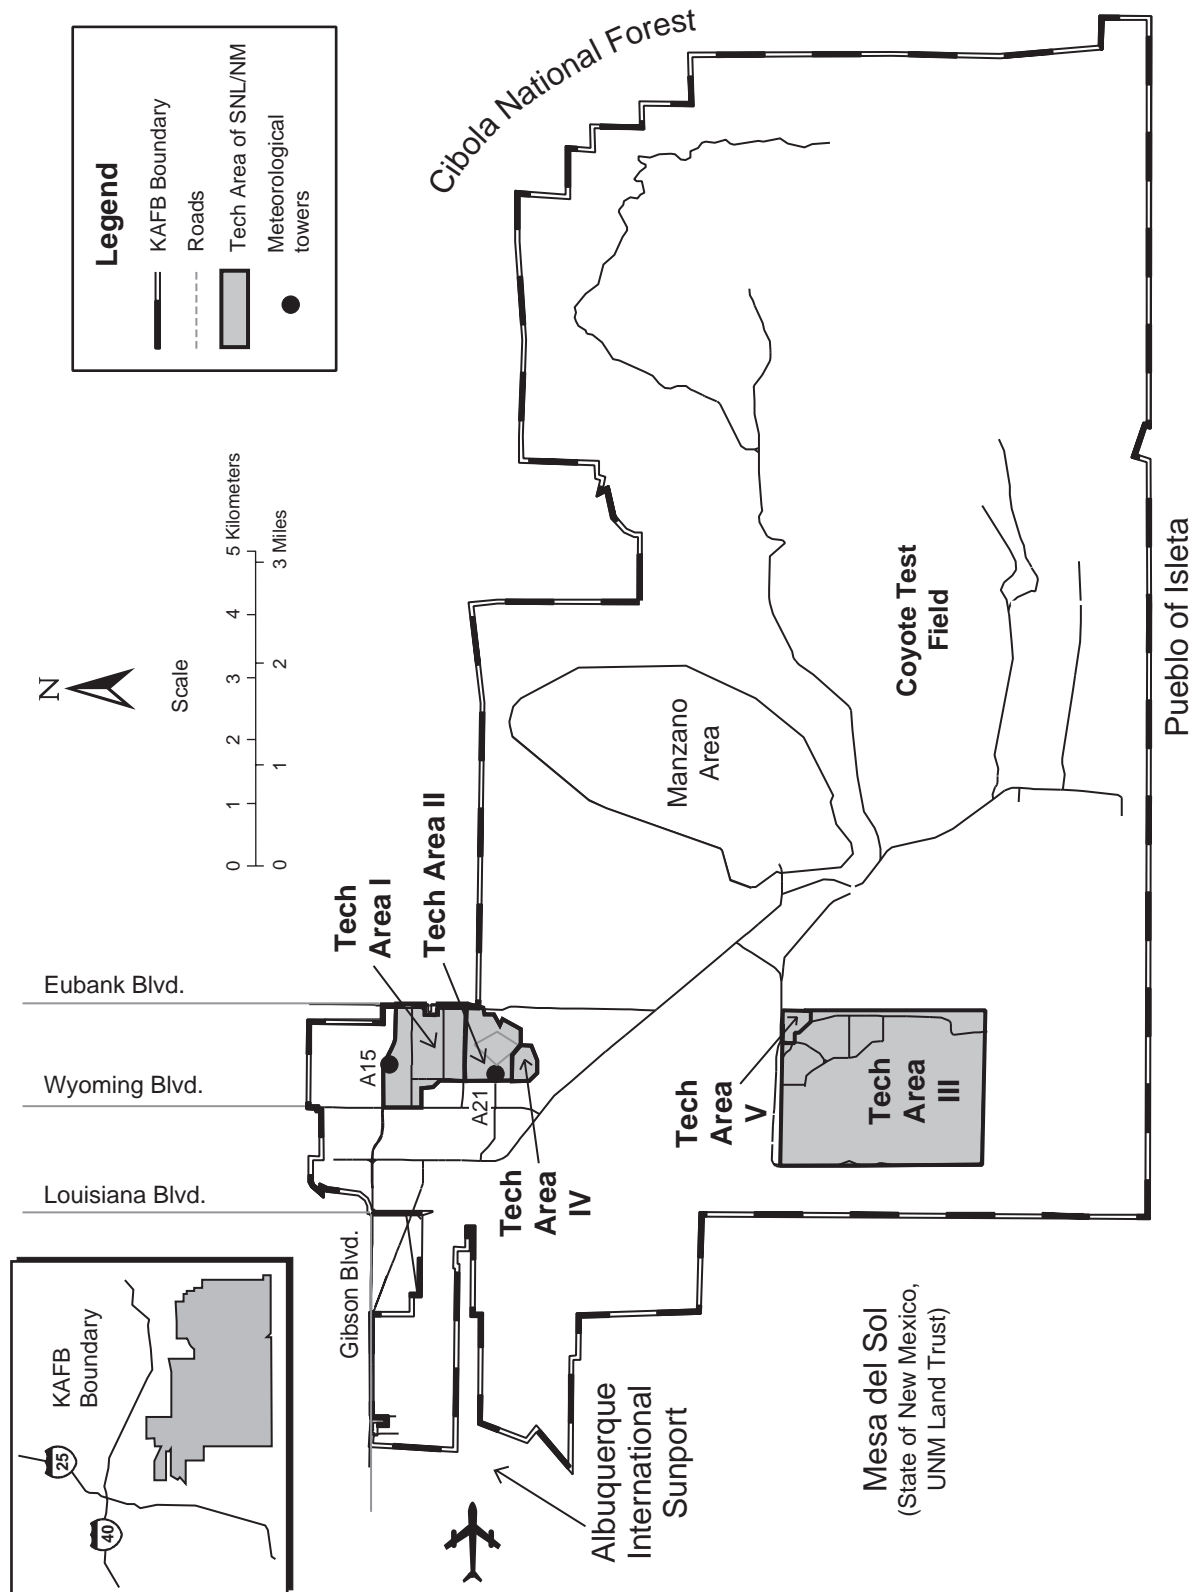 KAFB
Boundary
25
40
Louisiana Blvd.
Wyoming Blvd.
Eubank Blvd.
N
Scale
0
1
2
3
4
5 Kilometers
0
1
2
3 Miles
Legend
KAFB Boundary
Roads
Tech Area of SNL/NM
Meteorological
towers
Gibson Blvd.
A15
A21
Tech
Area I
Tech Area II
Tech
Area
IV
Cibola National Forest
Albuquerque
International
Sunport
Manzano
Area
Tech
Area
V
Tech
Area
III
Coyote Test
Field
Mesa del Sol
(State of New Mexico,
UNM Land Trust)
Pueblo of Isleta